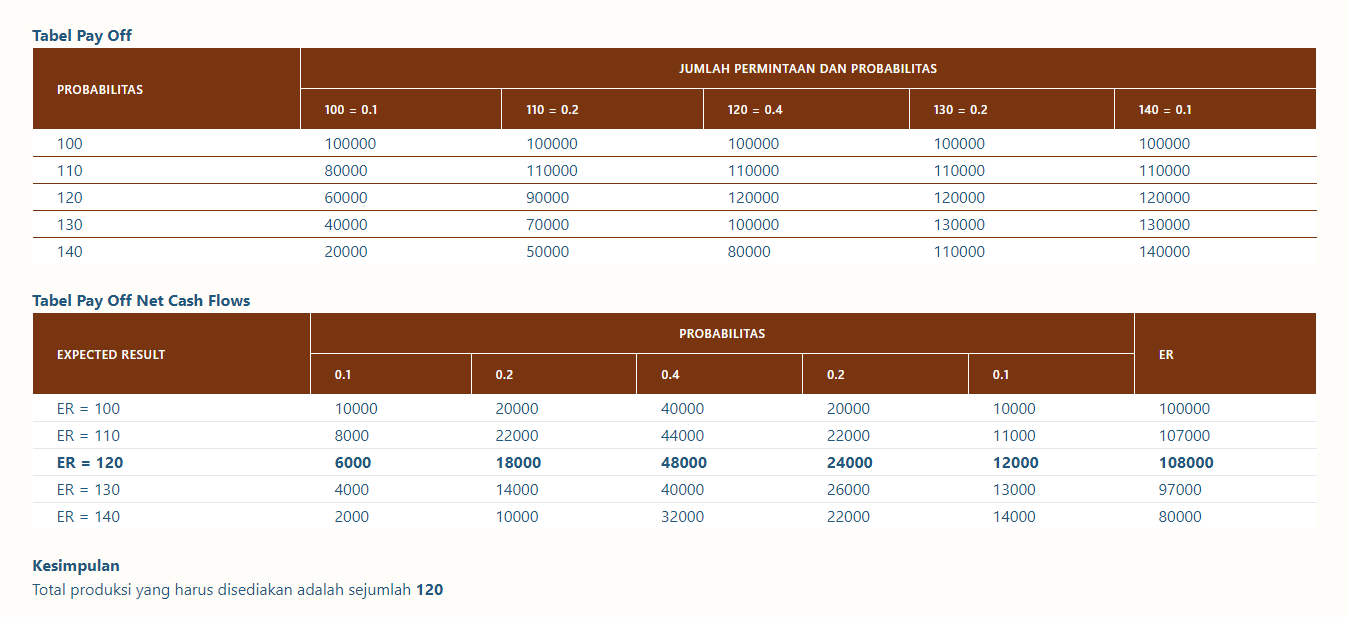 Tabel Pay Off
PROBABILITAS
JUMLAH PERMINTAAN DAN PROBABILITAS
100 = 0.1 110 = 0.2 120 = 0.4 130 = 0.2 140 = 0.1
100 100000 100000 100000 100000 100000
110 80000 110000 110000 110000 110000
120 60000 90000 120000 120000 120000
130 40000 70000 100000 130000 130000
140 20000 50000 80000 110000 140000
Tabel Pay Off Net Cash Flows
EXPECTED RESULT
PROBABILITAS
ER
0.1 0.2 0.4 0.2 0.1
ER = 100 10000 20000 40000 20000 10000 100000
ER = 110 8000 22000 44000 22000 11000 107000
ER = 120 6000 18000 48000 24000 12000 108000
ER = 130 4000 14000 40000 26000 13000 97000
ER = 140 2000 10000 32000 22000 14000 80000
Kesimpulan
Total produksi yang harus disediakan adalah sejumlah 120